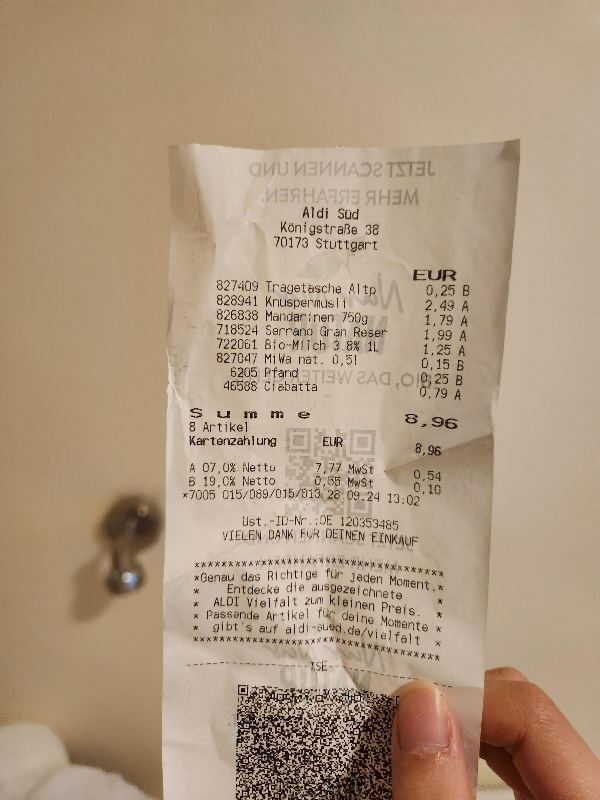 JETZT SCANNEN UND
MEHR ERFAHREN.
Aldi Süd
Königstraße 38
70173 Stuttgart
EUR
827409 Tragetasche Altp 0,25 B
828941 Knuspermüsli 2,49 A
826838 Mandarinen 750g 1,79 A
718524 Serrano Gran Reser 1,99 A
722061 Bio-Milch 3.8% 1L 1,25 A
827047 MiWa nat. 0,5l 0,15 B
6205 Pfand 0,25 B
46588 Ciabatta 0,79 A
Summe 8,96
8 Artikel
Kartenzahlung EUR 8,96
A 07,0% Netto 7,77 MwSt 0,54
B 19,0% Netto 0,55 MwSt 0,10
*7005 015/089/015/813 28.09.24 13:02
Ust.-ID-Nr.:DE 120353485
VIELEN DANK FÜR DEINEN EINKAUF
**********************************
*Genau das Richtige für jeden Moment.*
* Entdecke die ausgezeichnete *
* ALDI Vielfalt zum kleinen Preis. *
* Passende Artikel für deine Momente *
* gibt's auf aldi-sued.de/vielfalt *
**********************************
TSE